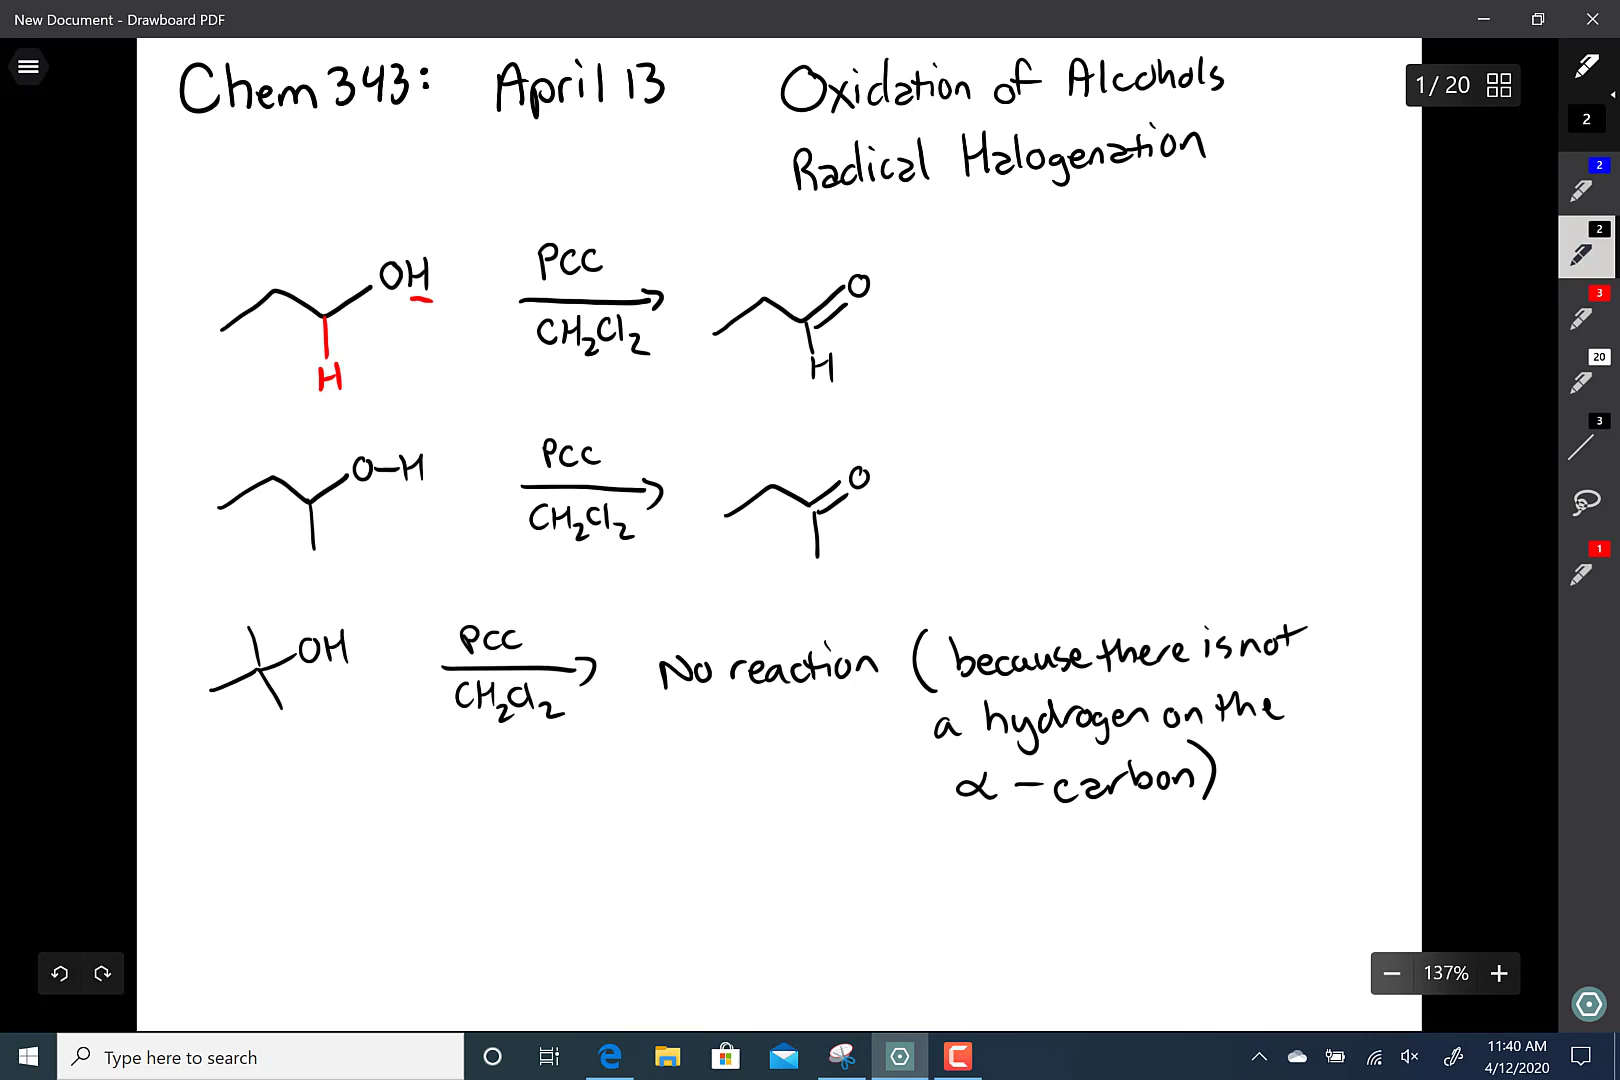 New Document - Drawboard PDF
Chem 343: April 13 Oxidation of Alcohols
Radical Halogenation
1 / 20
2
2
2
3
20
3
1
OH
H
PCC
CH2Cl2
O
H
O-H
PCC
CH2Cl2
O
OH
PCC
CH2Cl2
No reaction (because there is not
a hydrogen on the
α - carbon)
137%
Type here to search
11:40 AM
4/12/2020